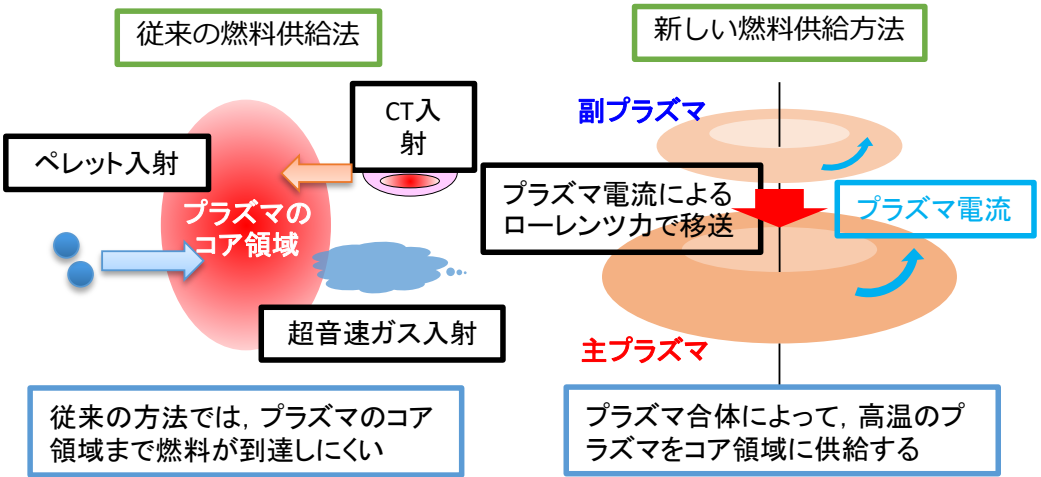 従来の燃料供給法
ペレット入射
CT入
射
プラズマの
コア領域
超音速ガス入射
従来の方法では，プラズマのコア
領域まで燃料が到達しにくい
新しい燃料供給方法
副プラズマ
プラズマ電流による
ローレンツ力で移送
プラズマ電流
主プラズマ
プラズマ合体によって，高温のプ
ラズマをコア領域に供給する